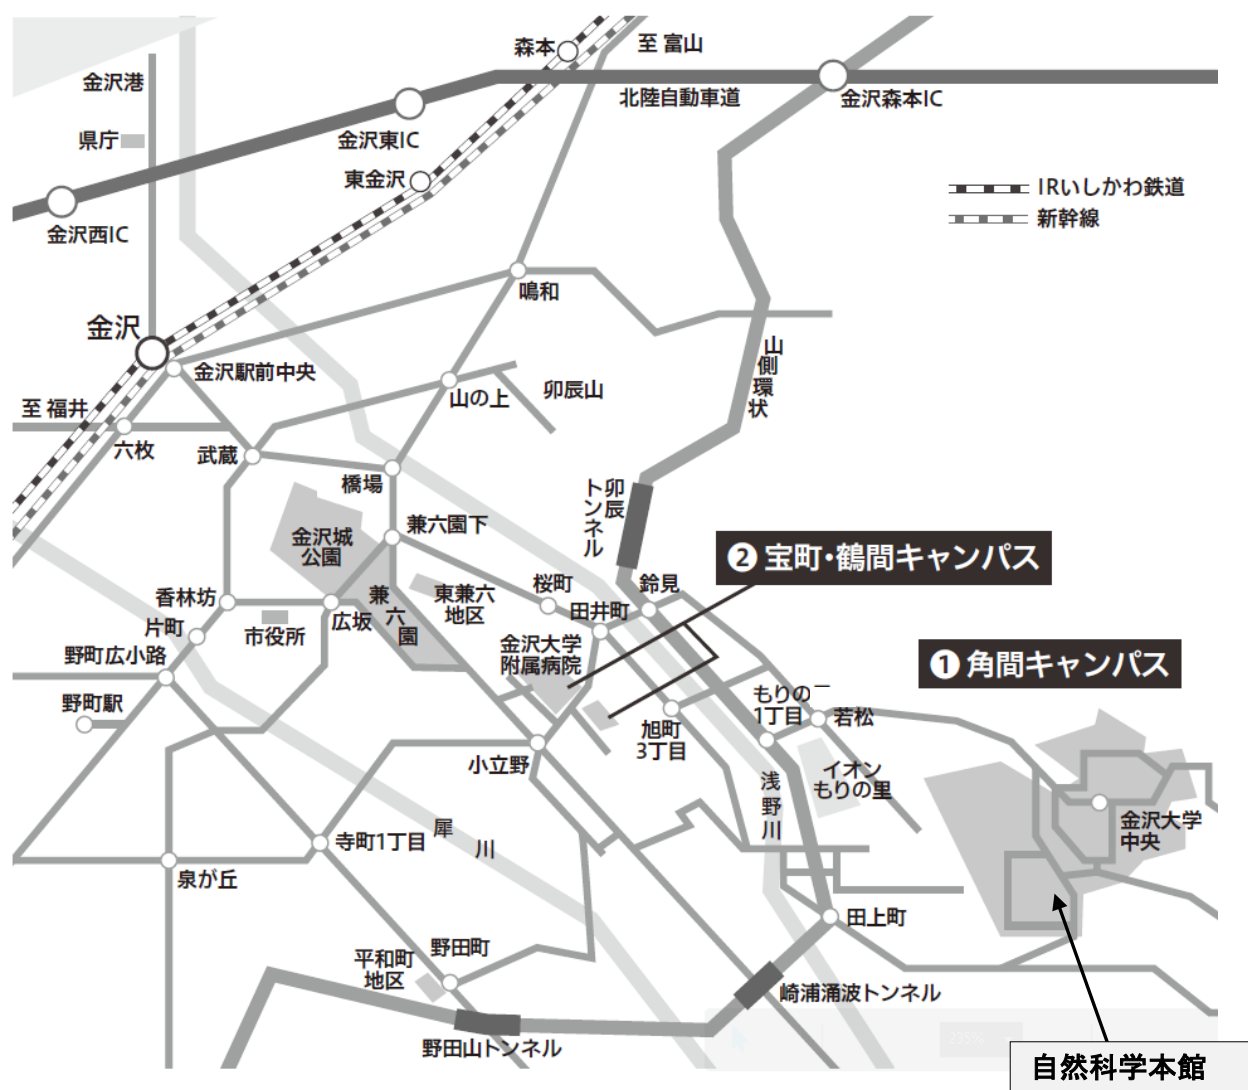 森本
至 富山
金沢港
北陸自動車道
金沢森本IC
県庁
金沢東IC
東金沢
IRいしかわ鉄道
新幹線
金沢西IC
鳴和
金沢
山側環状
金沢駅前中央
至 福井
山の上
卯辰山
六枚
武蔵
橋場
卯辰
トンネル
兼六園下
金沢城
公園
❷ 宝町・鶴間キャンパス
桜町
鈴見
東兼六
地区
香林坊
兼六園
田井町
片町
市役所
広坂
金沢大学
附属病院
❶ 角間キャンパス
野町広小路
野町駅
もりの
1丁目
若松
旭町
3丁目
小立野
イオン
もりの里
浅野川
金沢大学
中央
寺町1丁目
犀川
泉が丘
田上町
平和町
地区
野田町
崎浦涌波トンネル
野田山トンネル
自然科学本館